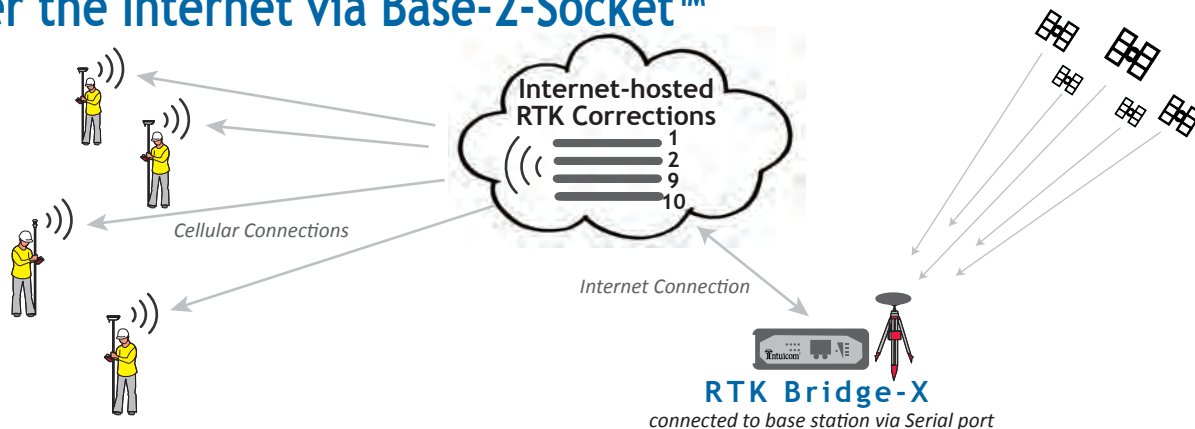 er the Internet via Base-2-Socket™
Internet-hosted
RTK Corrections
1
2
9
10
Cellular Connections
Internet Connection
Intuicom
RTK Bridge-X
connected to base station via Serial port